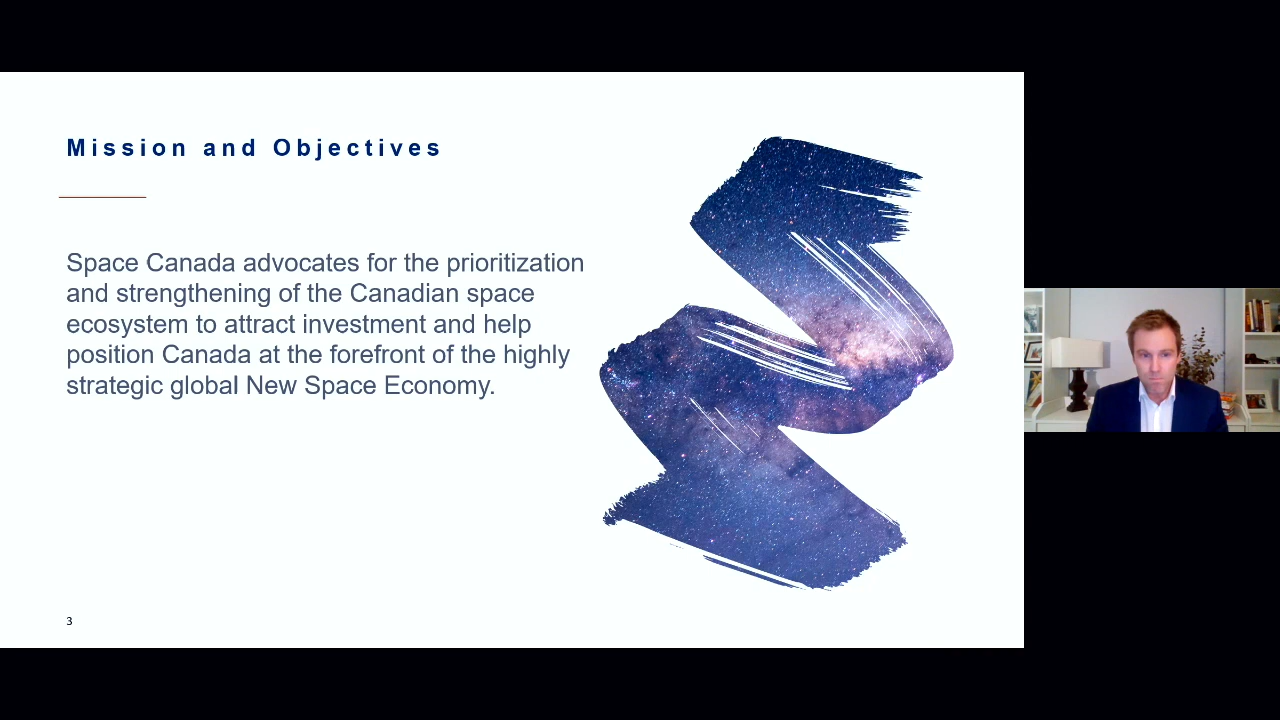 Mission and Objectives
Space Canada advocates for the prioritization
and strengthening of the Canadian space
ecosystem to attract investment and help
position Canada at the forefront of the highly
strategic global New Space Economy.
3